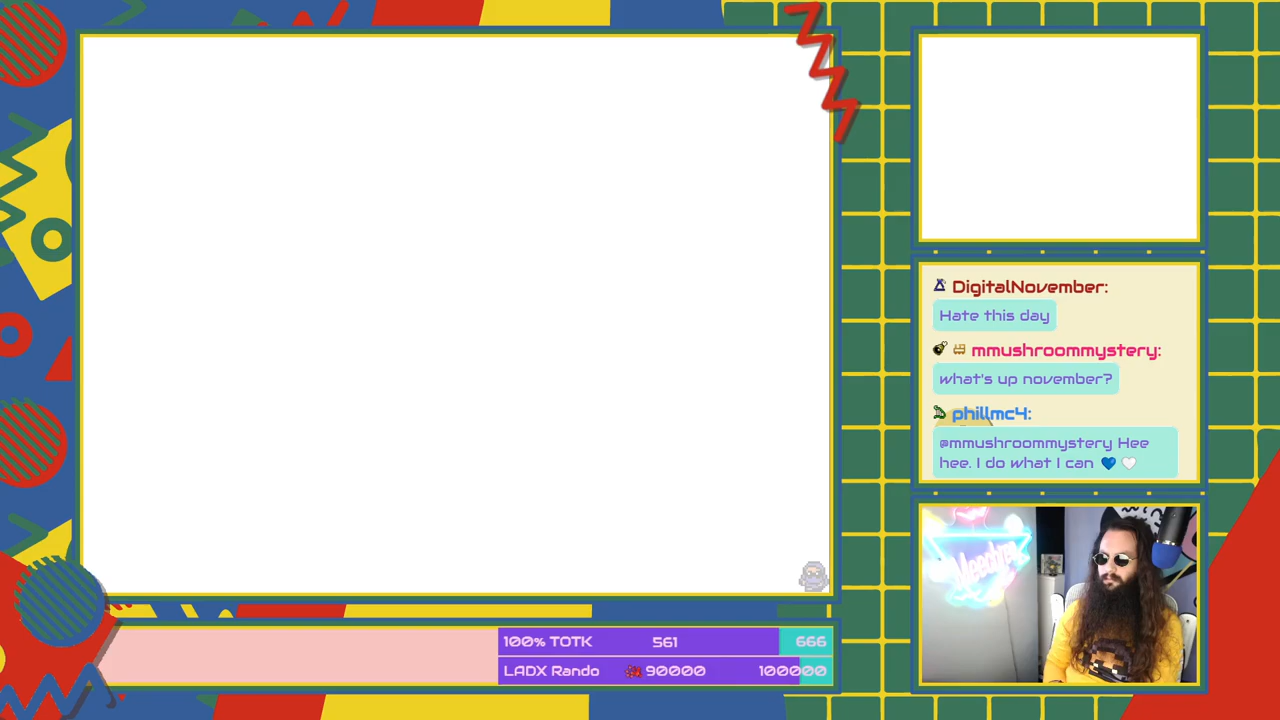 DigitalNovember:
Hate this day
mmushroommystery:
what's up november?
phillmc4:
@mmushroommystery Hee
hee. I do what I can 💙 🤍
100% TOTK 561 666
LADX Rando 90000 100000